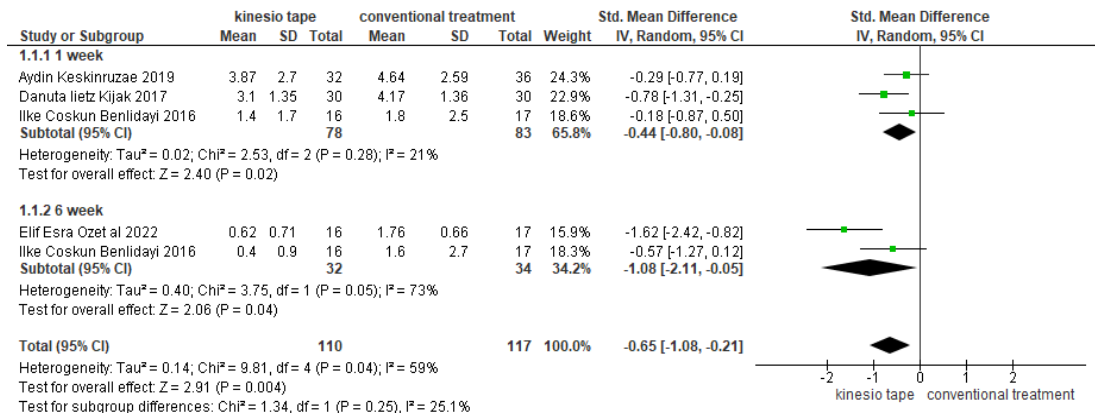 kinesio tape conventional treatment Std. Mean Difference Std. Mean Difference
Study or Subgroup Mean SD Total Mean SD Total Weight IV, Random, 95% CI IV, Random, 95% CI
1.1.1 1 week
Aydin Keskinruzae 2019 3.87 2.7 32 4.64 2.59 36 24.3% -0.29 [-0.77, 0.19]
Danuta lietz Kijak 2017 3.1 1.35 30 4.17 1.36 30 22.9% -0.78 [-1.31, -0.25]
Ilke Coskun Benlidayi 2016 1.4 1.7 16 1.8 2.5 17 18.6% -0.18 [-0.87, 0.50]
Subtotal (95% CI) 78 83 65.8% -0.44 [-0.80, -0.08]
Heterogeneity: Tau² = 0.02; Chi² = 2.53, df = 2 (P = 0.28); I² = 21%
Test for overall effect: Z = 2.40 (P = 0.02)
1.1.2 6 week
Elif Esra Ozet al 2022 0.62 0.71 16 1.76 0.66 17 15.9% -1.62 [-2.42, -0.82]
Ilke Coskun Benlidayi 2016 0.4 0.9 16 1.6 2.7 17 18.3% -0.57 [-1.27, 0.12]
Subtotal (95% CI) 32 34 34.2% -1.08 [-2.11, -0.05]
Heterogeneity: Tau² = 0.40; Chi² = 3.75, df = 1 (P = 0.05); I² = 73%
Test for overall effect: Z = 2.06 (P = 0.04)
Total (95% CI) 110 117 100.0% -0.65 [-1.08, -0.21]
Heterogeneity: Tau² = 0.14; Chi² = 9.81, df = 4 (P = 0.04); I² = 59%
Test for overall effect: Z = 2.91 (P = 0.004)
Test for subgroup differences: Chi² = 1.34, df = 1 (P = 0.25), I² = 25.1%
-2 -1 0 1 2
kinesio tape conventional treatment